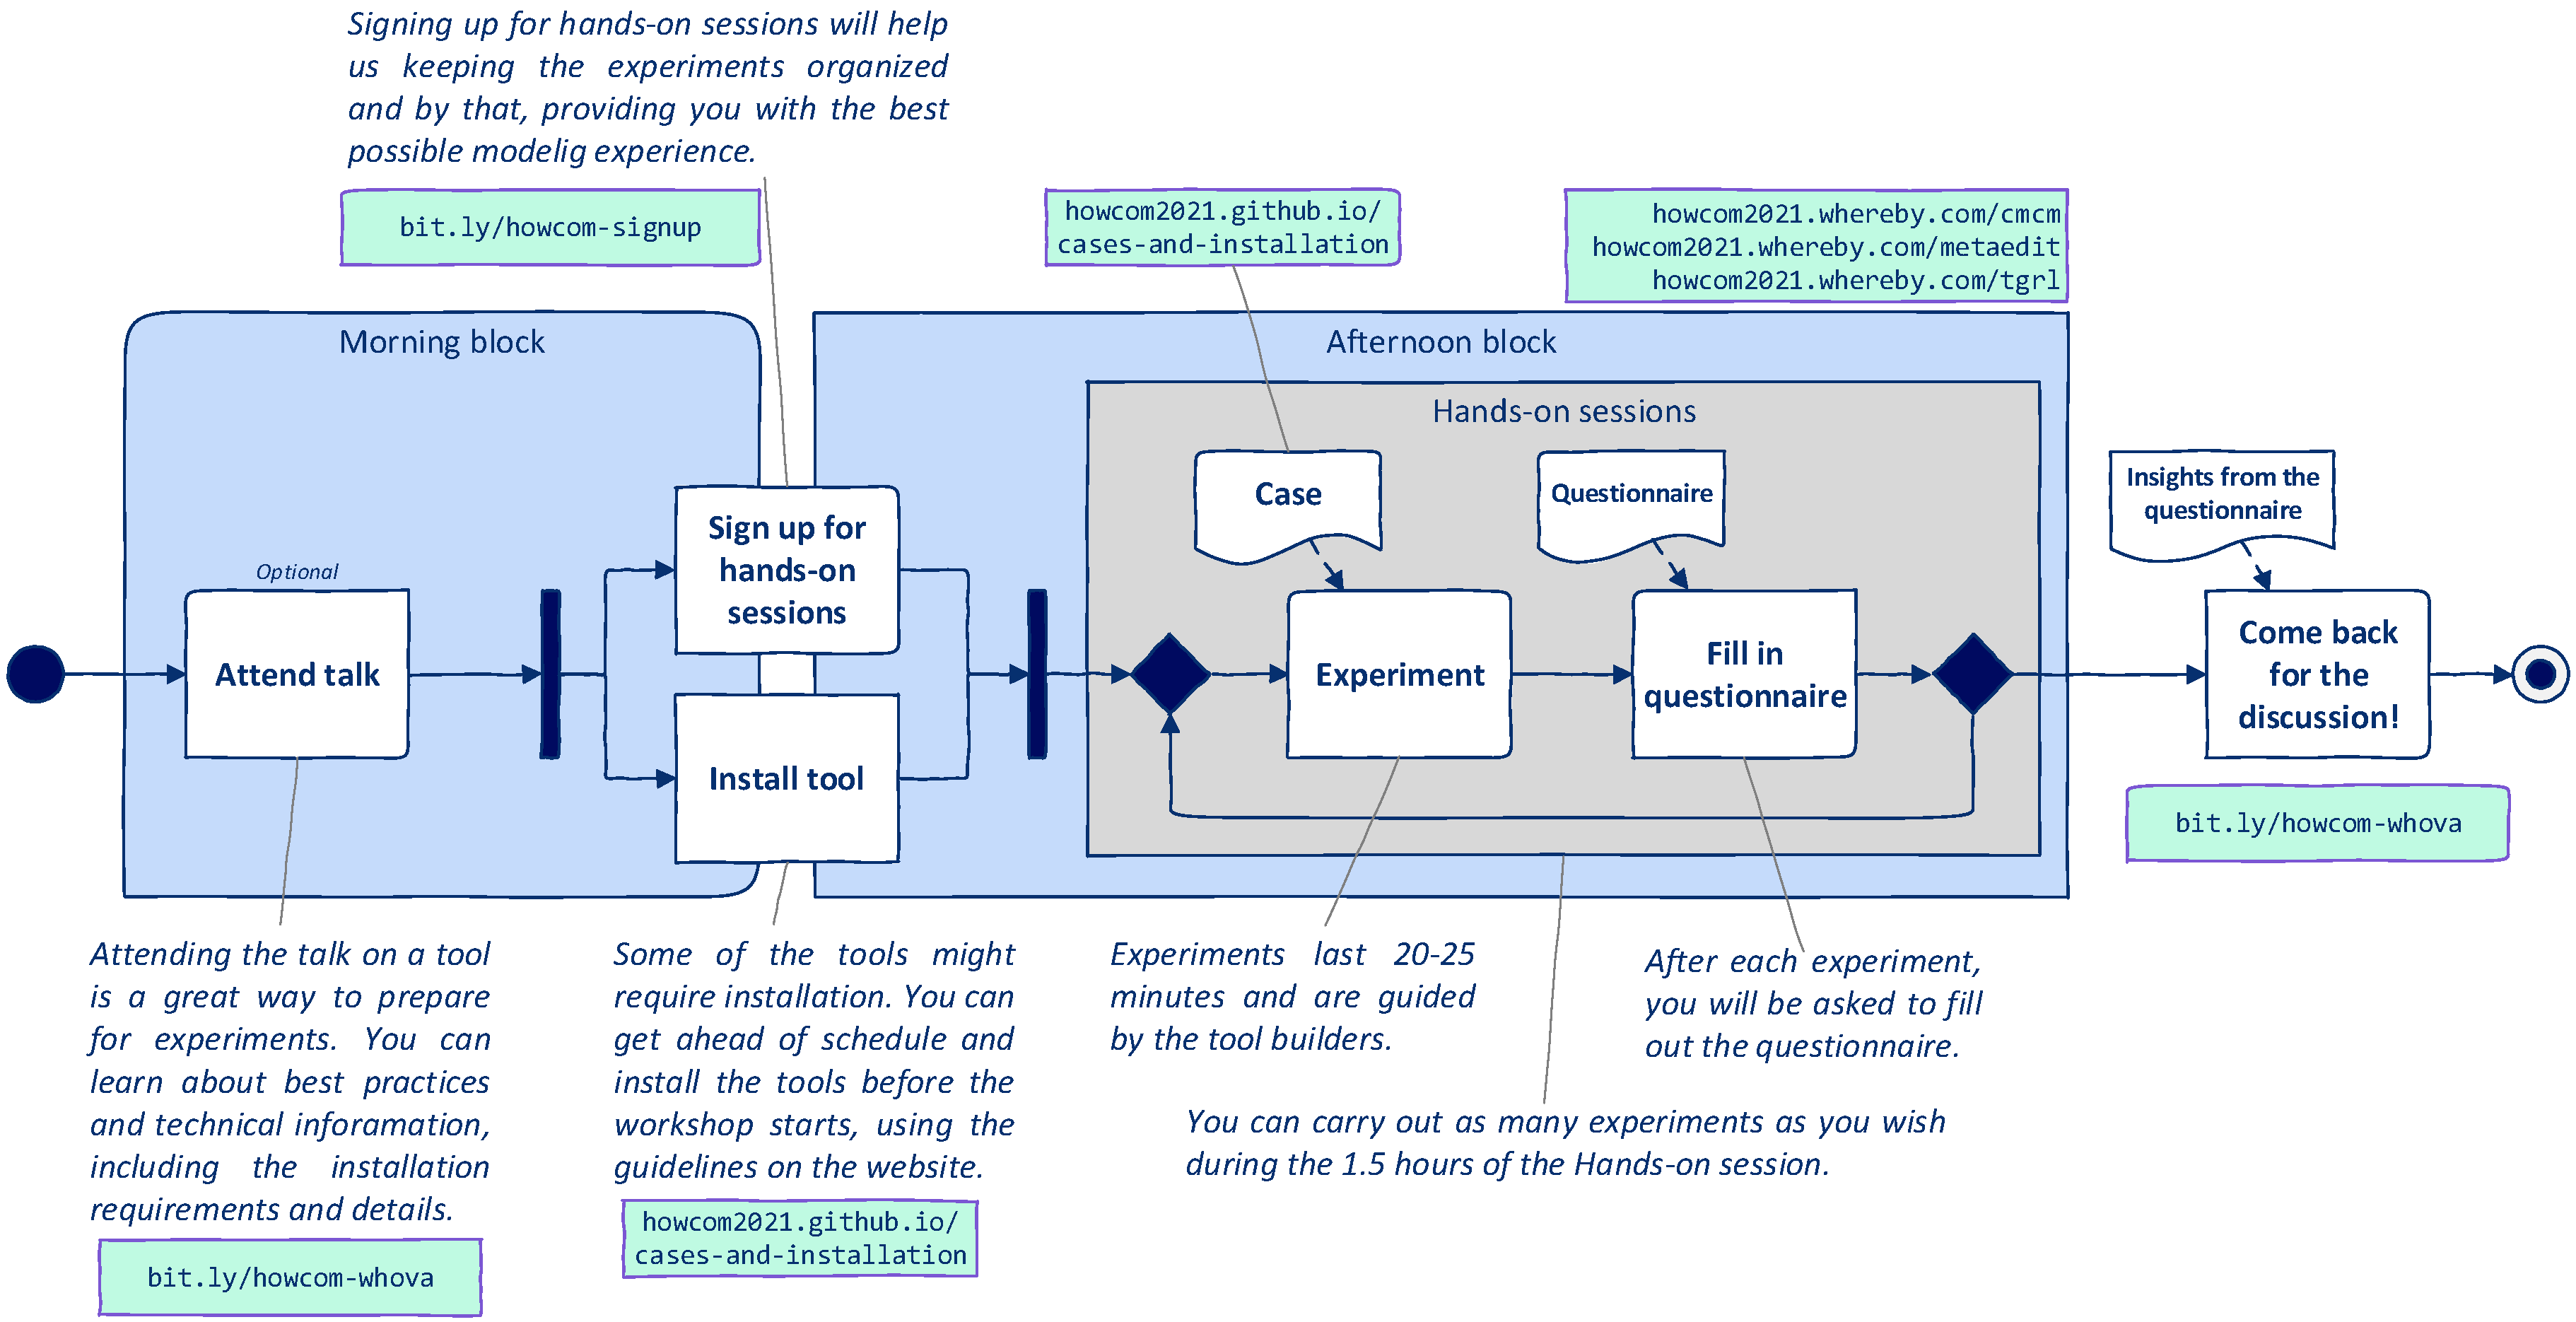 Signing up for hands-on sessions will help
us keeping the experiments organized
and by that, providing you with the best
possible modelig experience.
bit.ly/howcom-signup
howcom2021.github.io/
cases-and-installation
howcom2021.whereby.com/cmcm
howcom2021.whereby.com/metaedit
howcom2021.whereby.com/tgrl
Morning block
Afternoon block
Hands-on sessions
Optional
Attend talk
Sign up for
hands-on
sessions
Install tool
Case
Experiment
Questionnaire
Fill in
questionnaire
Insights from the
questionnaire
Come back
for the
discussion!
bit.ly/howcom-whova
Attending the talk on a tool
is a great way to prepare
for experiments. You can
learn about best practices
and technical inforamation,
including the installation
requirements and details.
bit.ly/howcom-whova
Some of the tools might
require installation. You can
get ahead of schedule and
install the tools before the
workshop starts, using the
guidelines on the website.
howcom2021.github.io/
cases-and-installation
Experiments last 20-25
minutes and are guided
by the tool builders.
After each experiment,
you will be asked to fill
out the questionnaire.
You can carry out as many experiments as you wish
during the 1.5 hours of the Hands-on session.